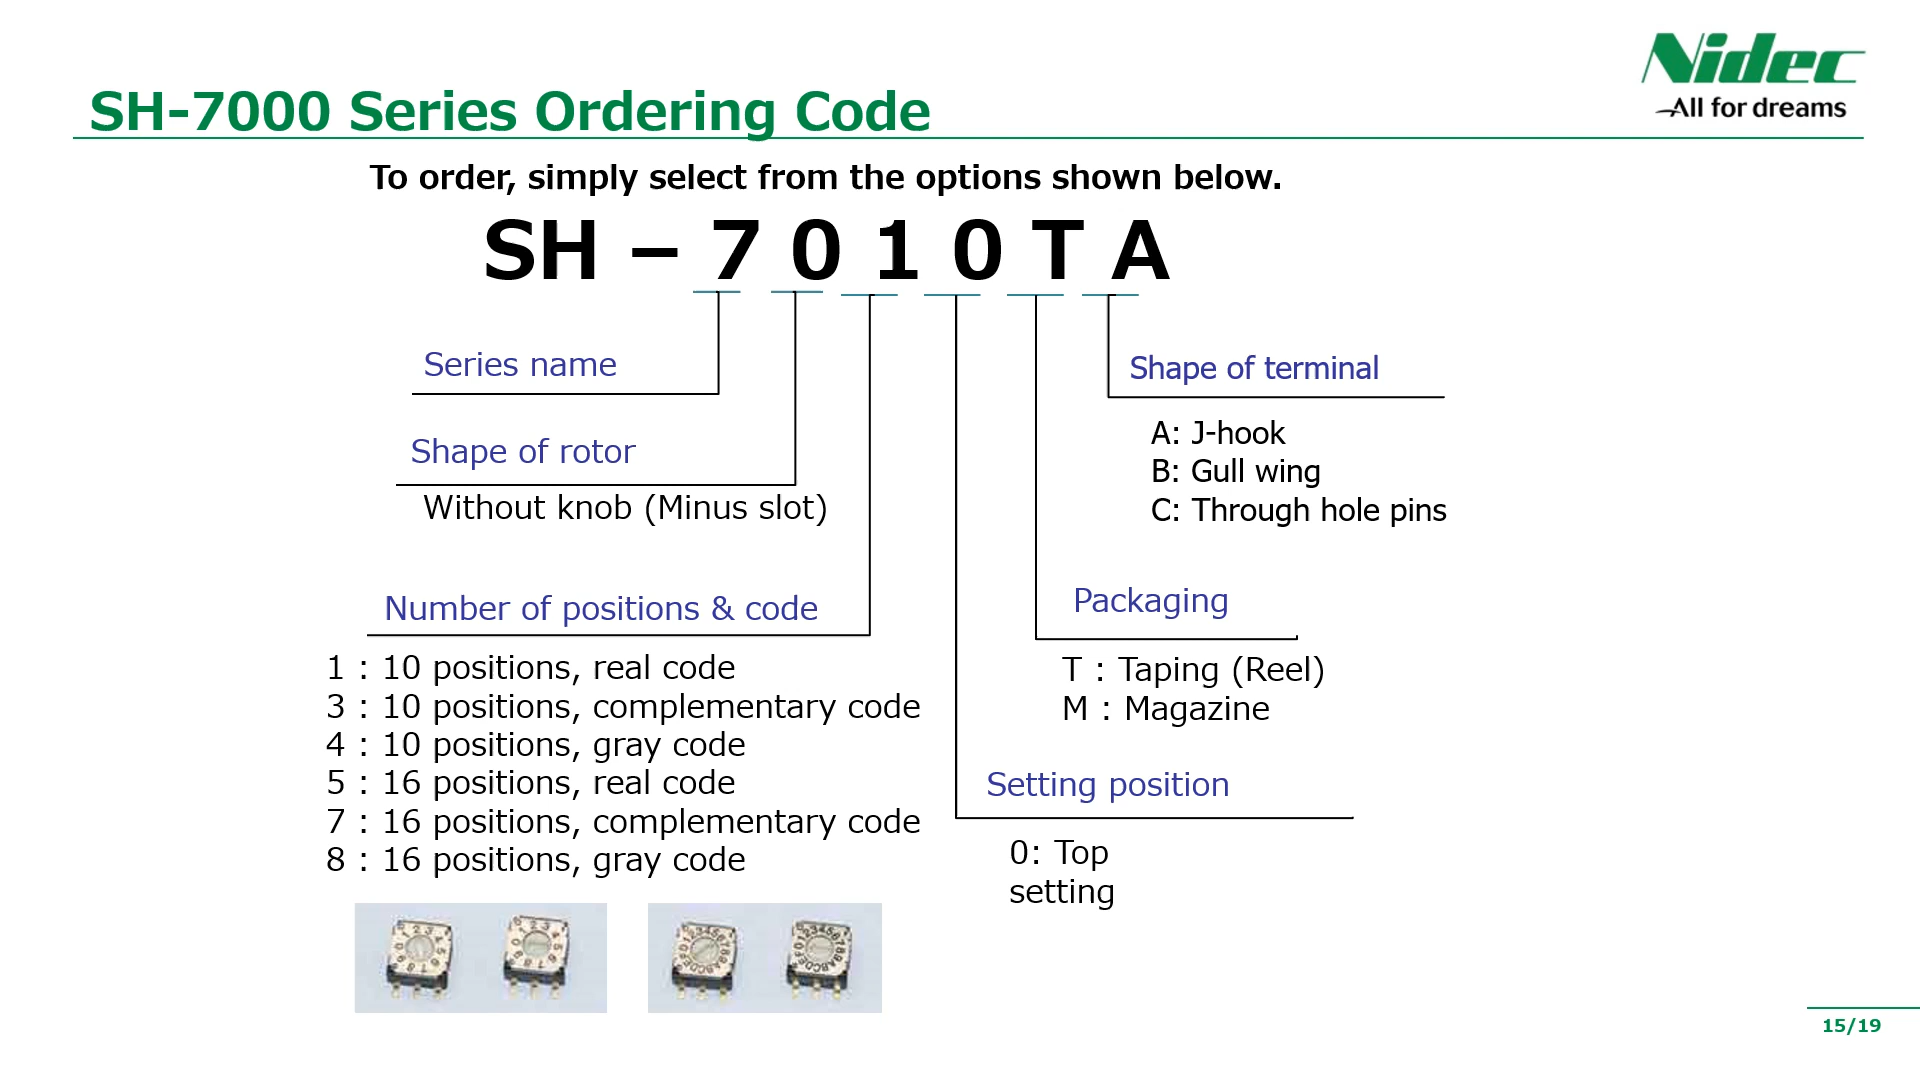 Nidec
All for dreams
SH-7000 Series Ordering Code
To order, simply select from the options shown below.
SH – 7 0 1 0 T A
Series name
Shape of rotor
Without knob (Minus slot)
Number of positions & code
1 : 10 positions, real code
3 : 10 positions, complementary code
4 : 10 positions, gray code
5 : 16 positions, real code
7 : 16 positions, complementary code
8 : 16 positions, gray code
Shape of terminal
A: J-hook
B: Gull wing
C: Through hole pins
Packaging
T : Taping (Reel)
M : Magazine
Setting position
0: Top
setting
15/19